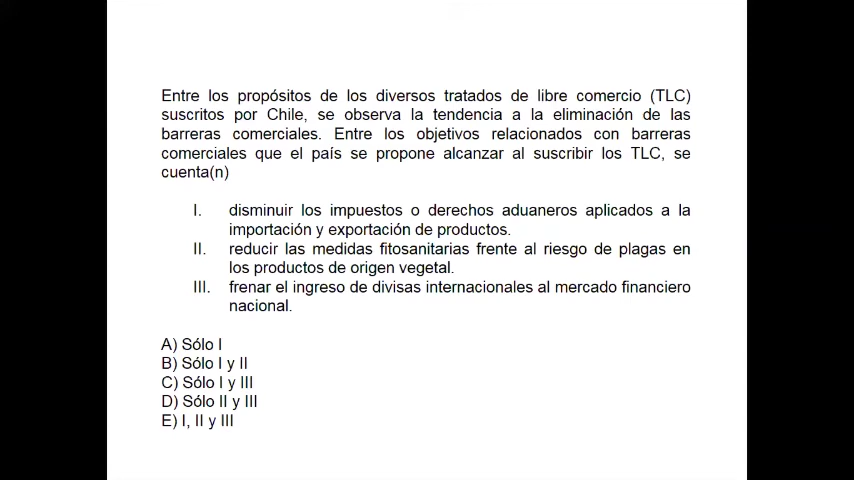 Entre los propósitos de los diversos tratados de libre comercio (TLC)
suscritos por Chile, se observa la tendencia a la eliminación de las
barreras comerciales. Entre los objetivos relacionados con barreras
comerciales que el país se propone alcanzar al suscribir los TLC, se
cuenta(n)
I. disminuir los impuestos o derechos aduaneros aplicados a la
importación y exportación de productos.
II. reducir las medidas fitosanitarias frente al riesgo de plagas en
los productos de origen vegetal.
III. frenar el ingreso de divisas internacionales al mercado financiero
nacional.
A) Sólo I
B) Sólo I y II
C) Sólo I y III
D) Sólo II y III
E) I, II y III